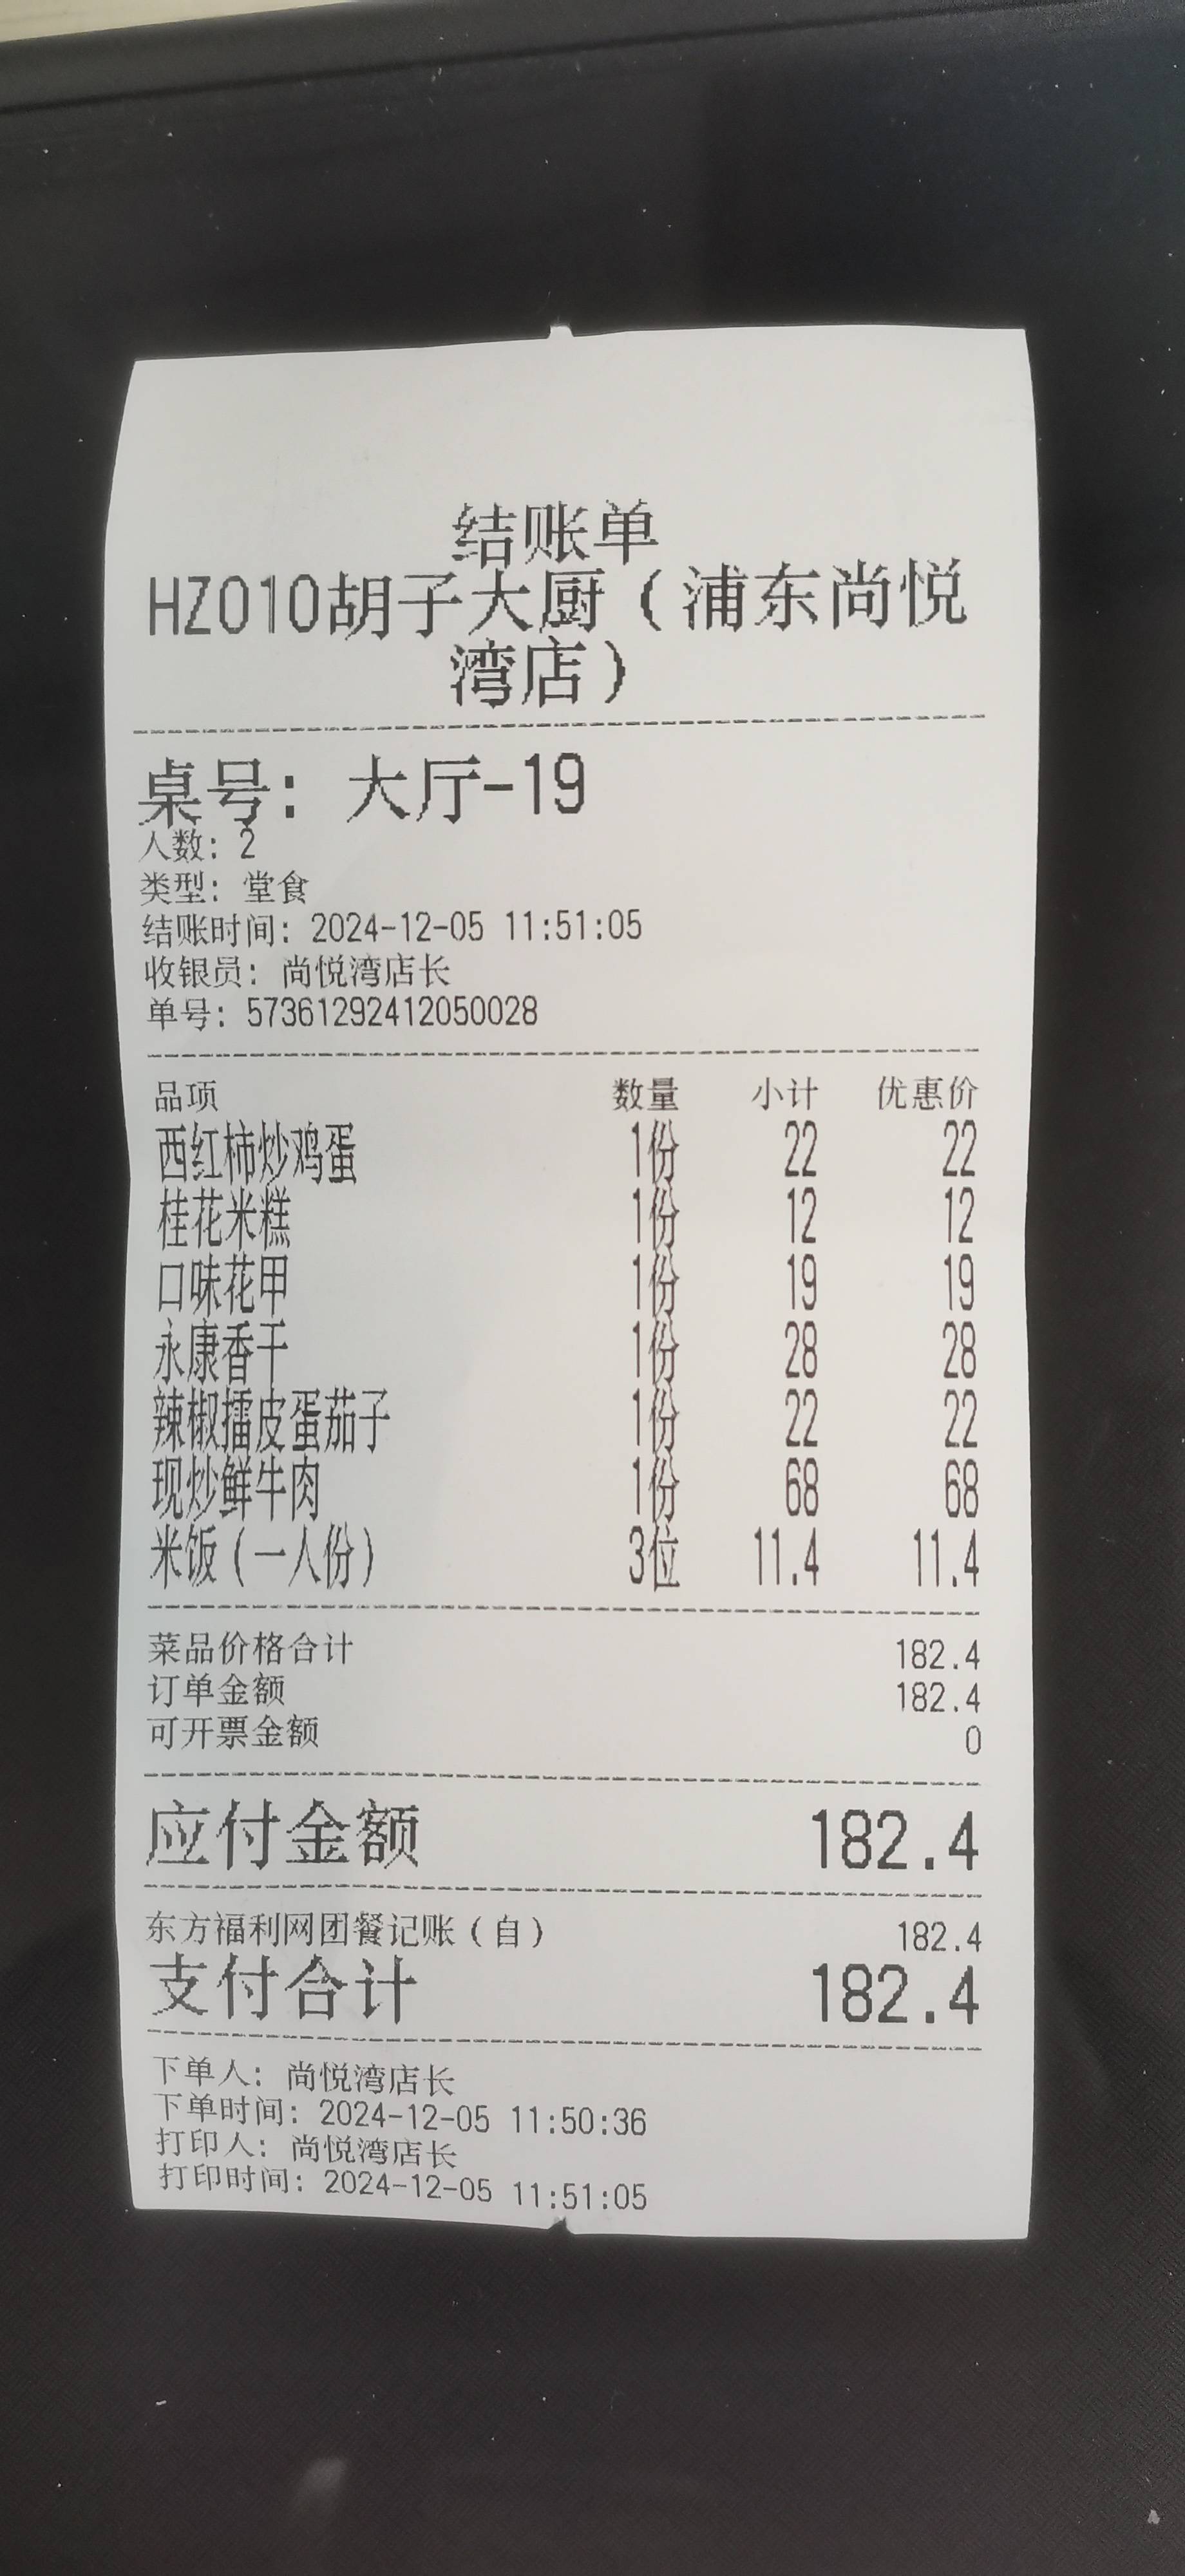 结账单
HZ010胡子大厨（浦东尚悦
湾店）
桌号：大厅-19
人数：2
类型：堂食
结账时间：2024-12-05 11:51:05
收银员：尚悦湾店长
单号：57361292412050028
品项 数量 小计 优惠价
西红柿炒鸡蛋 1份 22 22
桂花米糕 1份 12 12
口味花甲 1份 19 19
永康香干 1份 28 28
辣椒擂皮蛋茄子 1份 22 22
现炒鲜牛肉 1份 68 68
米饭（一人份） 3位 11.4 11.4
菜品价格合计 182.4
订单金额 182.4
可开票金额 0
应付金额 182.4
东方福利网团餐记账（自） 182.4
支付合计 182.4
下单人：尚悦湾店长
下单时间：2024-12-05 11:50:36
打印人：尚悦湾店长
打印时间：2024-12-05 11:51:05